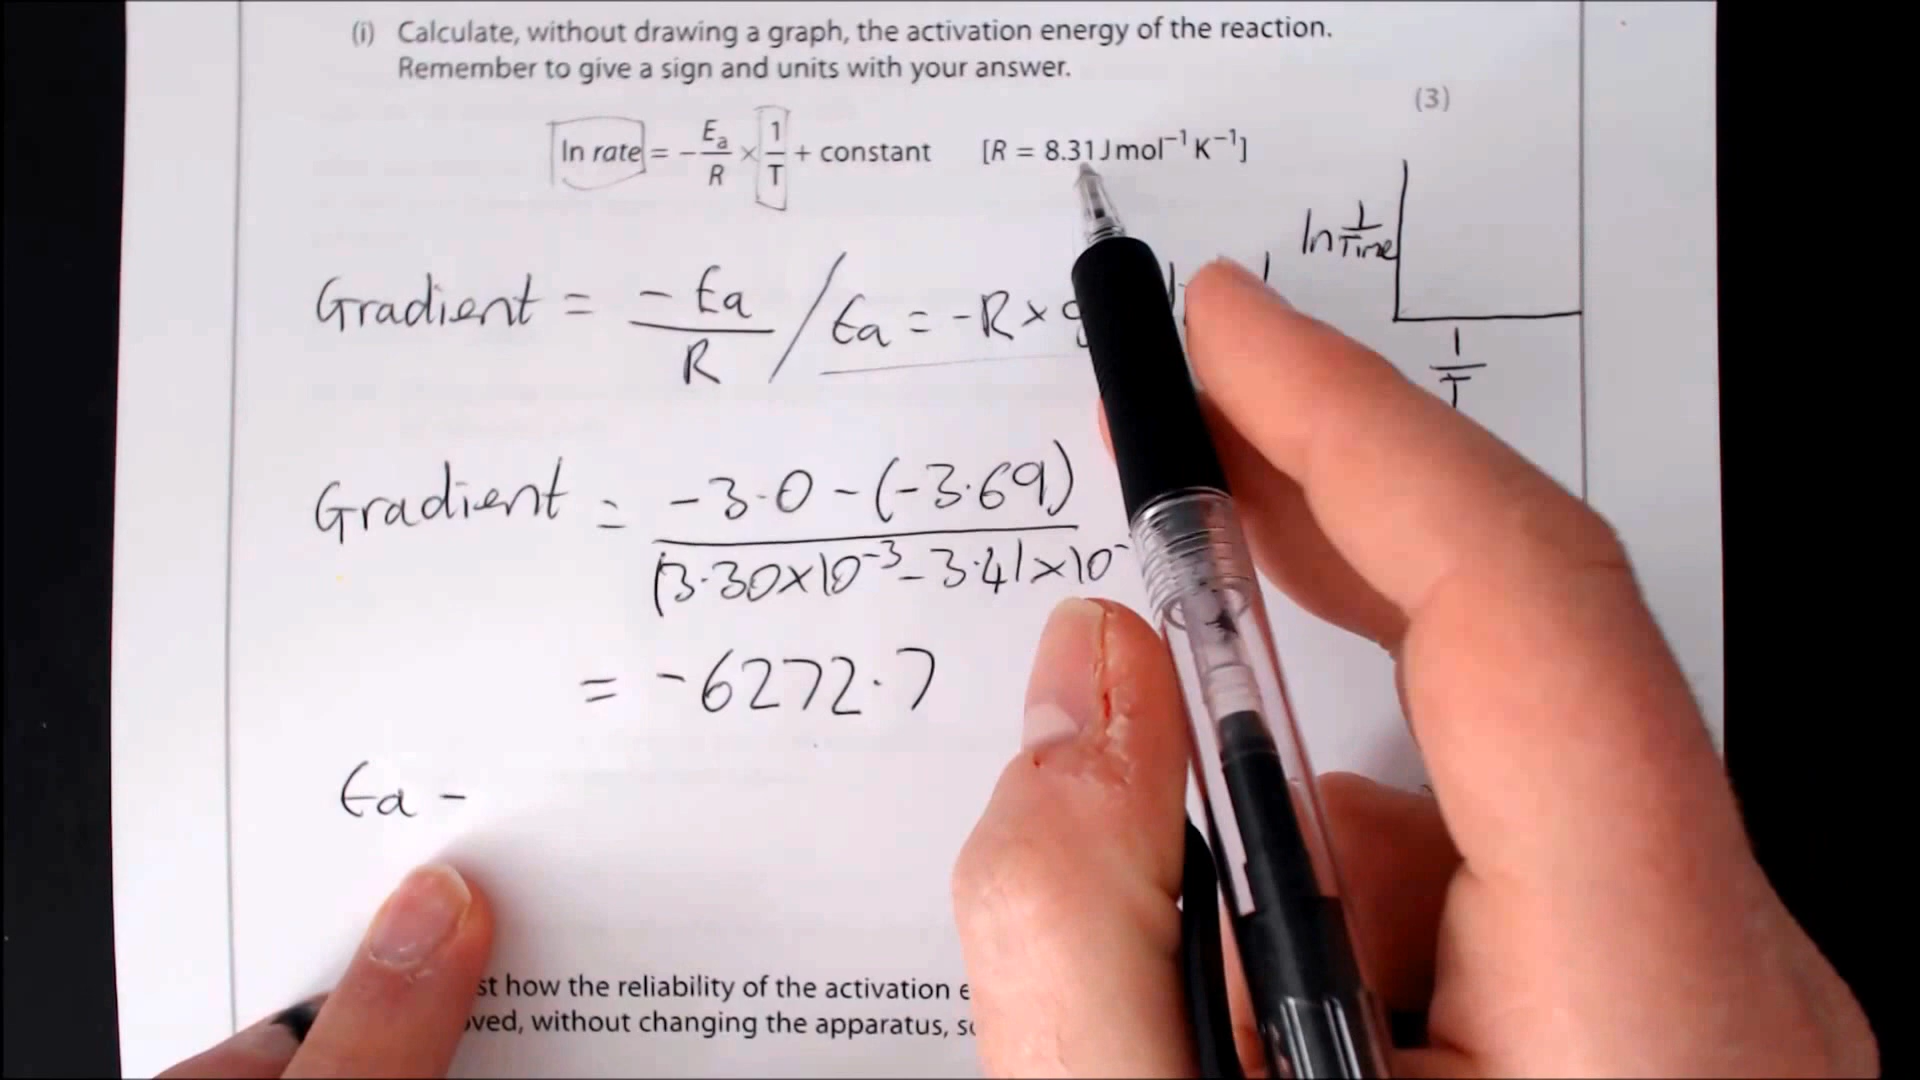 (i) Calculate, without drawing a graph, the activation energy of the reaction.
Remember to give a sign and units with your answer.
(3)
ln rate = −Ea/R × 1/T + constant [R = 8.31 J mol⁻¹ K⁻¹]
ln 1/Time
1/T
Gradient = −Ea/R / Ea = −R ×
Gradient = −3.0 − (−3.69) / (3.30×10⁻³ − 3.41×10⁻
= −6272.7
Ea −
st how the reliability of the activation e
ved, without changing the apparatus, so